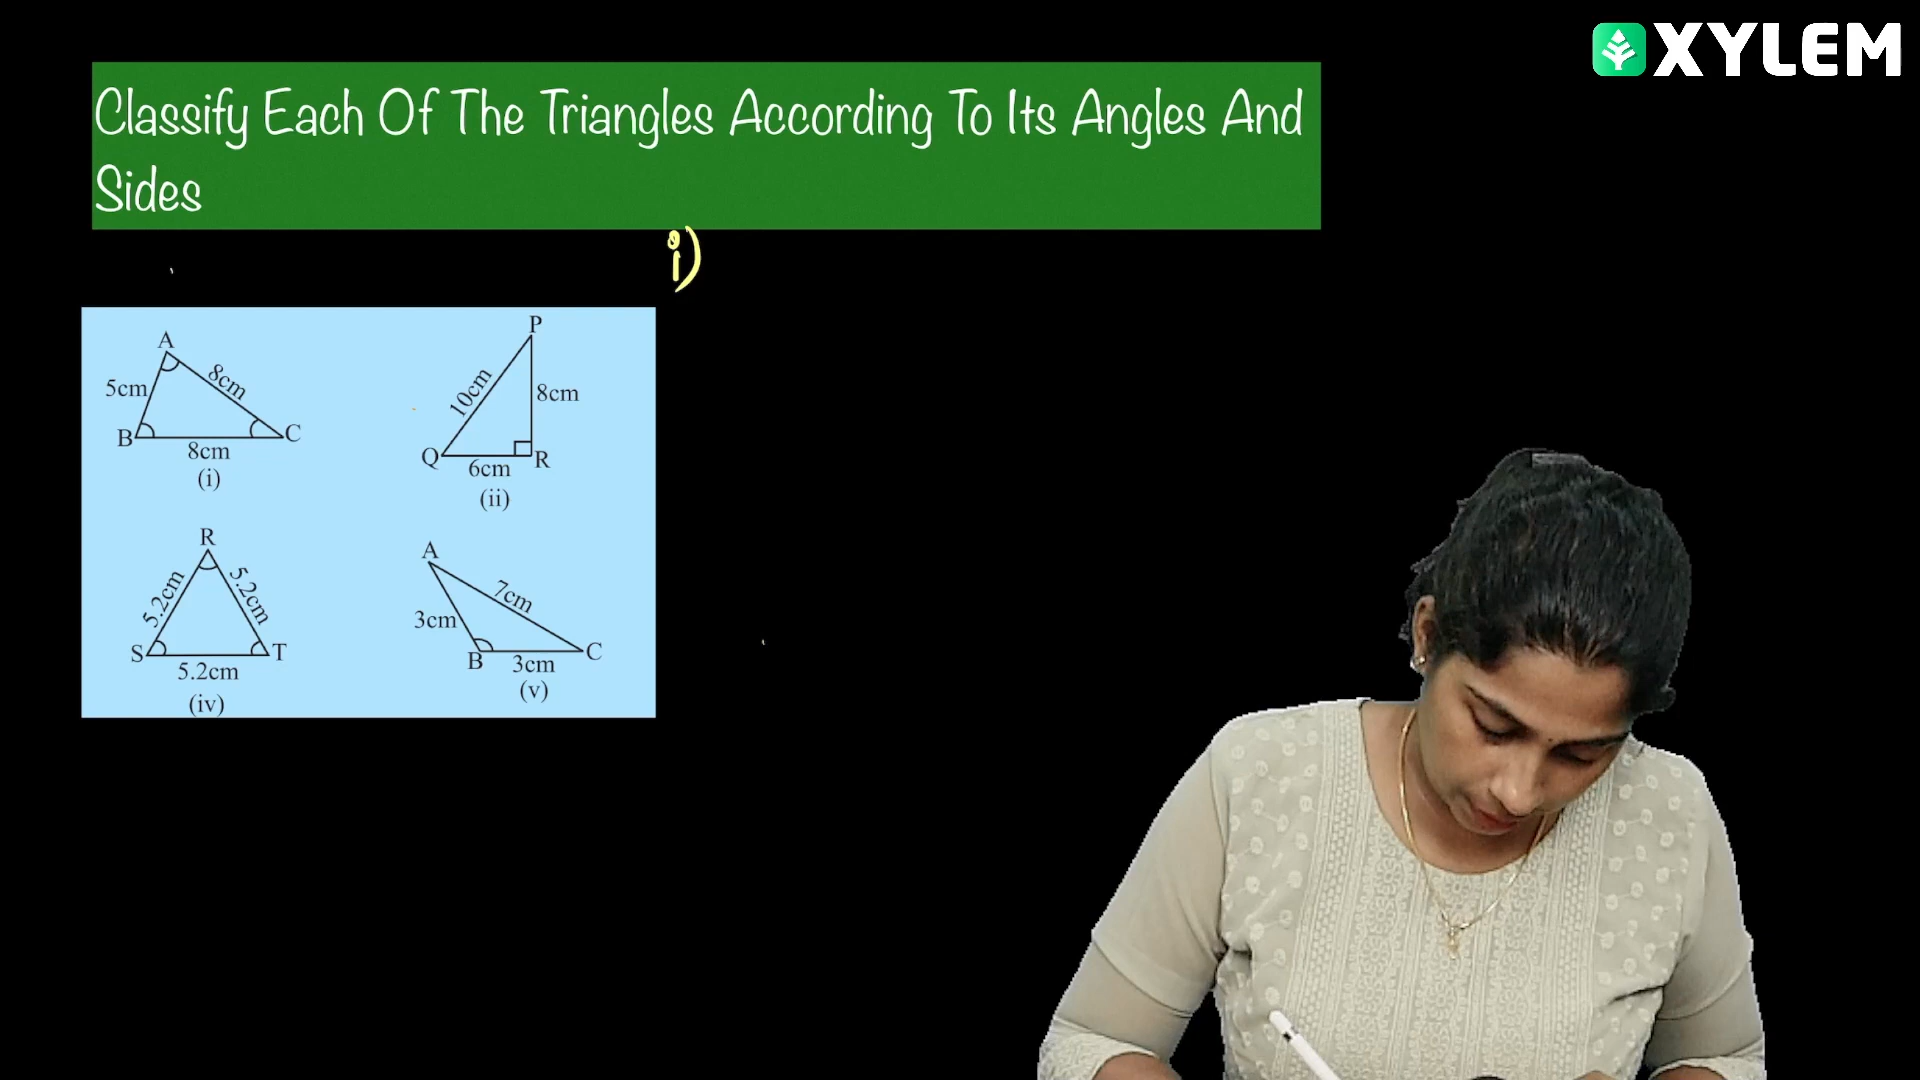 XYLEM
Classify Each Of The Triangles According To Its Angles And
Sides
i)
A
5cm
8cm
B
C
8cm
(i)
P
10cm
8cm
Q
R
6cm
(ii)
R
5.2cm
5.2cm
S
T
5.2cm
(iv)
A
7cm
3cm
B
C
3cm
(v)